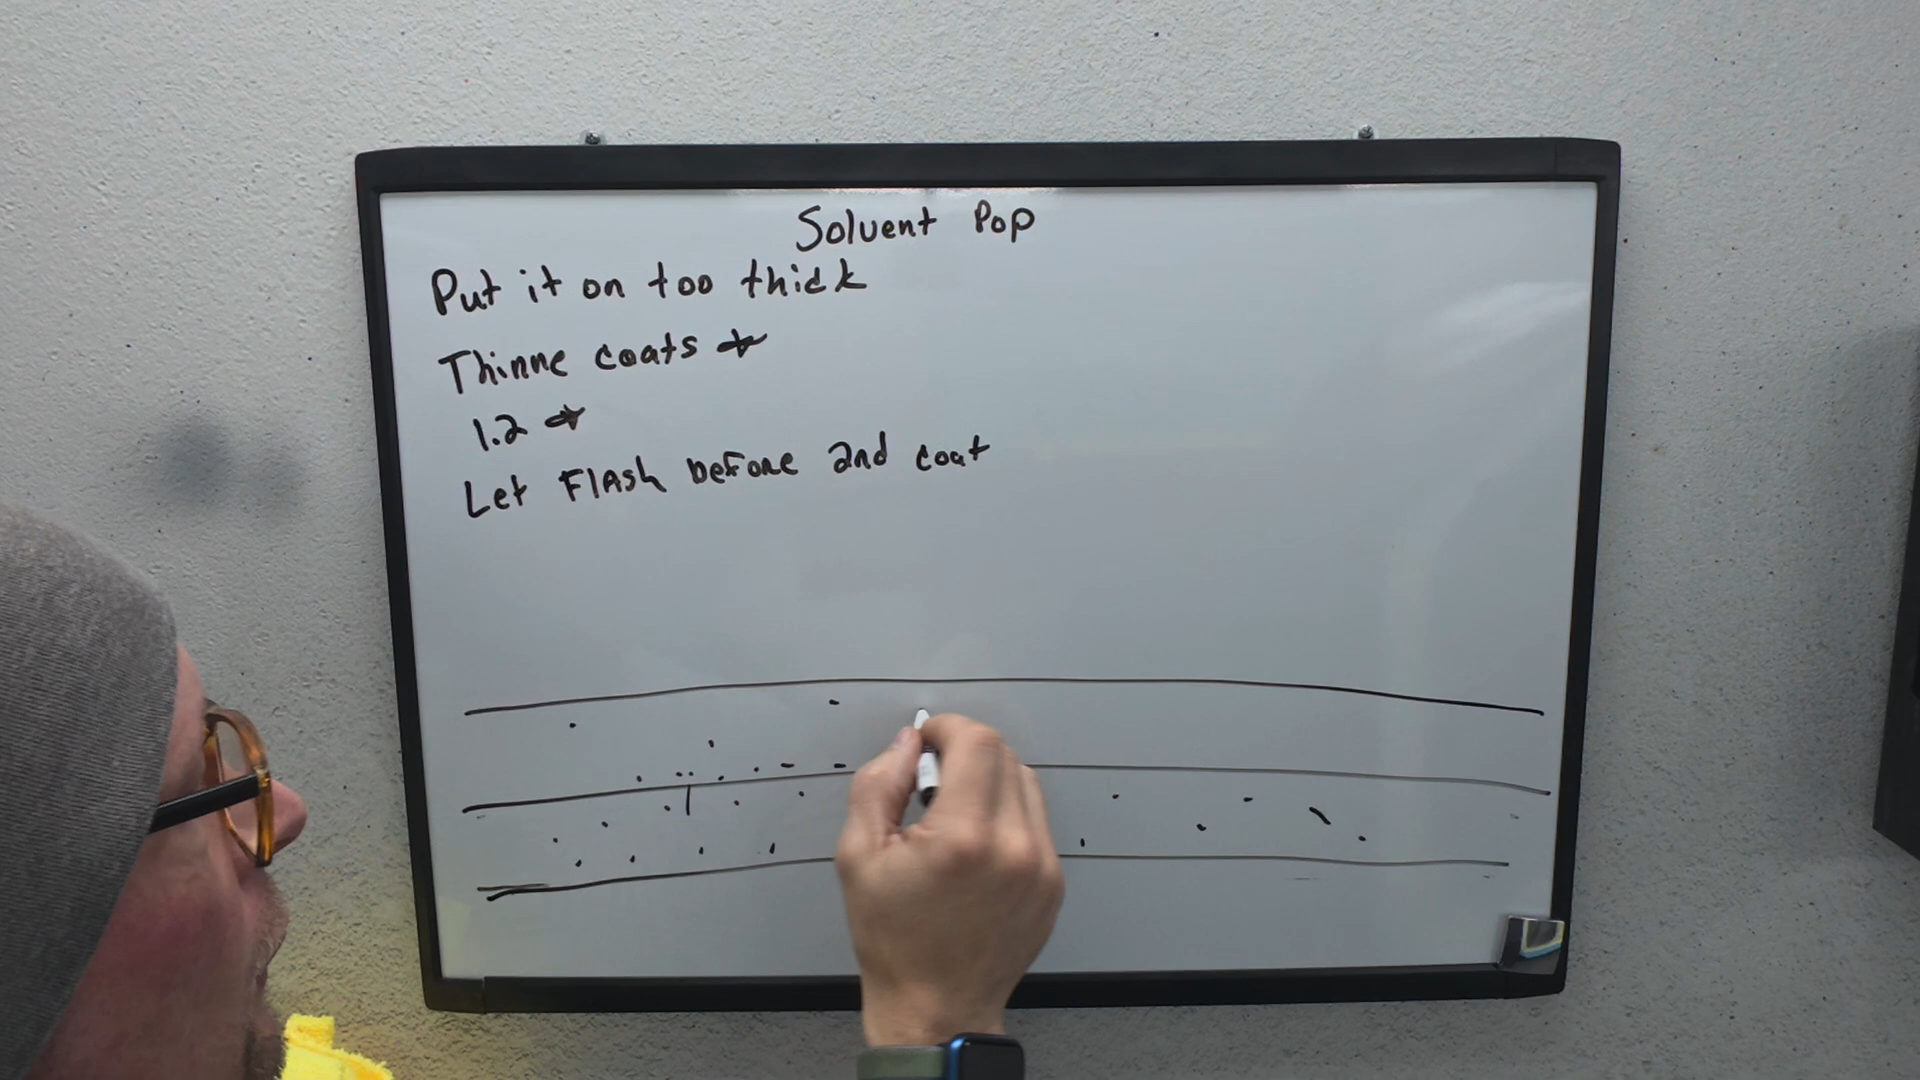 Solvent Pop
Put it on too thick
Thinne coats
1.2
Let Flash before 2nd coat